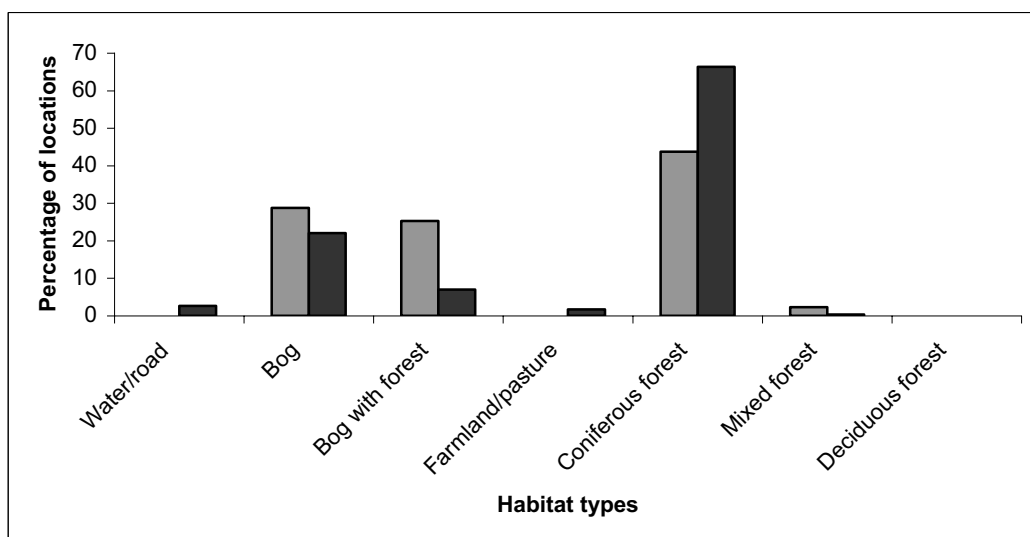 Percentage of locations
70
60
50
40
30
20
10
0
Water/road
Bog
Bog with forest
Farmland/pasture
Coniferous forest
Mixed forest
Deciduous forest
Habitat types